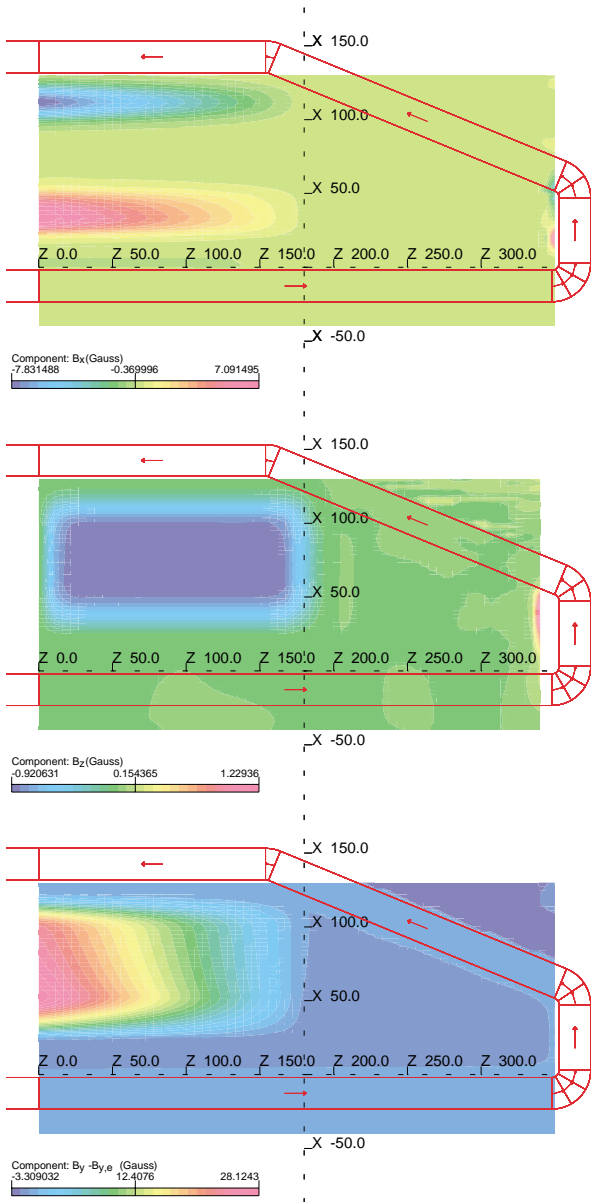 X 150.0
X 100.0
X 50.0
Z 0.0 Z 50.0 Z 100.0 Z 150.0 Z 200.0 Z 250.0 Z 300.0
X -50.0
Component: Bx(Gauss)
-7.831488 -0.369996 7.091495
X 150.0
X 100.0
X 50.0
Z 0.0 Z 50.0 Z 100.0 Z 150.0 Z 200.0 Z 250.0 Z 300.0
X -50.0
Component: Bz(Gauss)
-0.920631 0.154365 1.22936
X 150.0
X 100.0
X 50.0
Z 0.0 Z 50.0 Z 100.0 Z 150.0 Z 200.0 Z 250.0 Z 300.0
X -50.0
Component: By -By,e (Gauss)
-3.309032 12.4076 28.1243